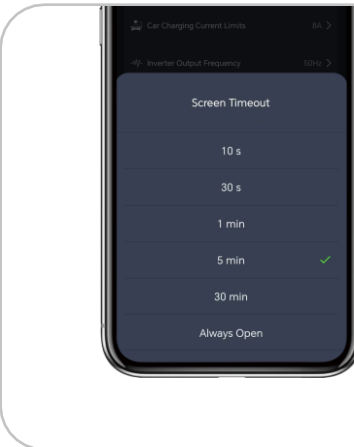 Car Charging Current Limits 8A >
Inverter Output Frequency 50Hz >
Screen Timeout
10 s
30 s
1 min
5 min
30 min
Always Open